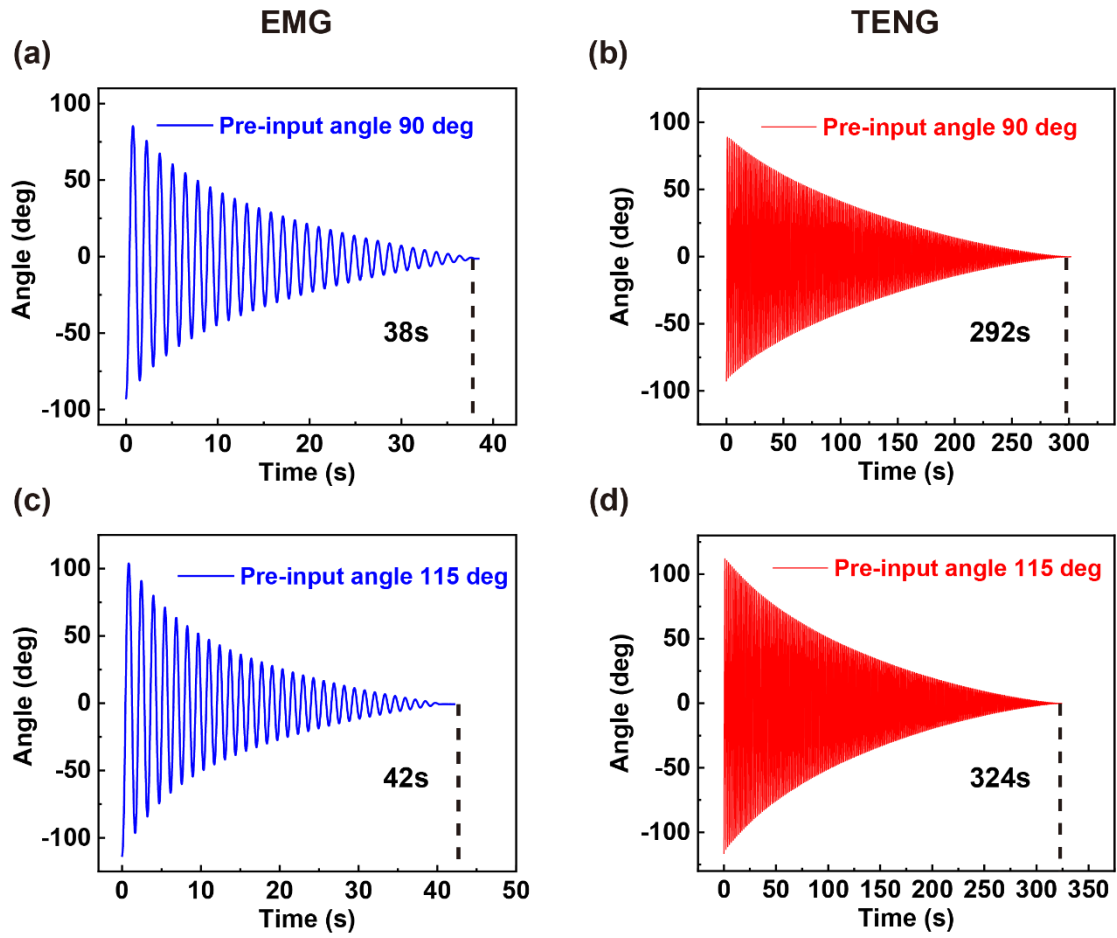 EMG
TENG
(a)
Pre-input angle 90 deg
Angle (deg)
100
50
0
-50
-100
38s
0 10 20 30 40
Time (s)
(b)
Pre-input angle 90 deg
Angle (deg)
100
50
0
-50
-100
292s
0 50 100 150 200 250 300
Time (s)
(c)
Pre-input angle 115 deg
Angle (deg)
100
50
0
-50
-100
42s
0 10 20 30 40 50
Time (s)
(d)
Pre-input angle 115 deg
Angle (deg)
100
50
0
-50
-100
324s
0 50 100 150 200 250 300 350
Time (s)